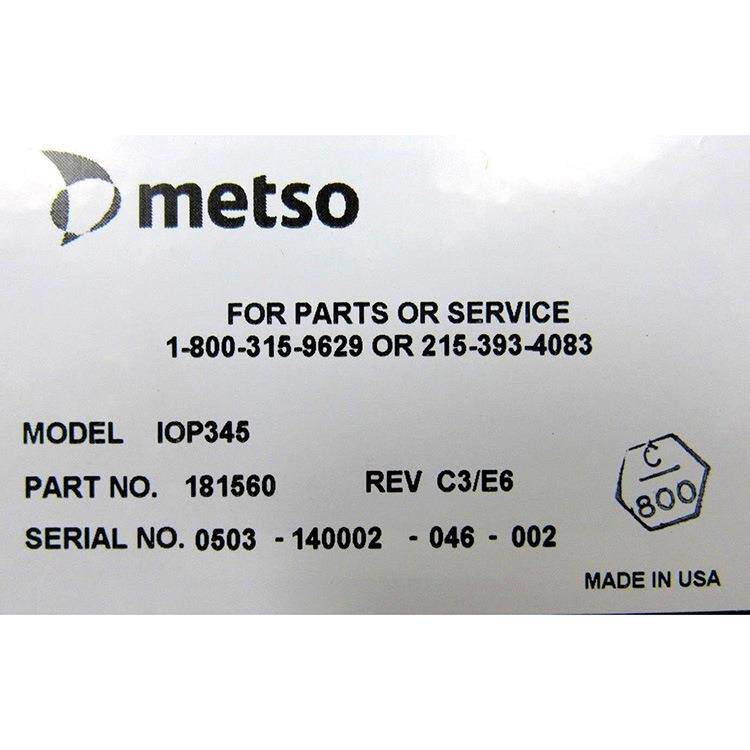 metso
FOR PARTS OR SERVICE
1-800-315-9629 OR 215-393-4083
MODEL IOP345
PART NO. 181560 REV C3/E6
C
800
SERIAL NO. 0503 - 140002 - 046 - 002
MADE IN USA